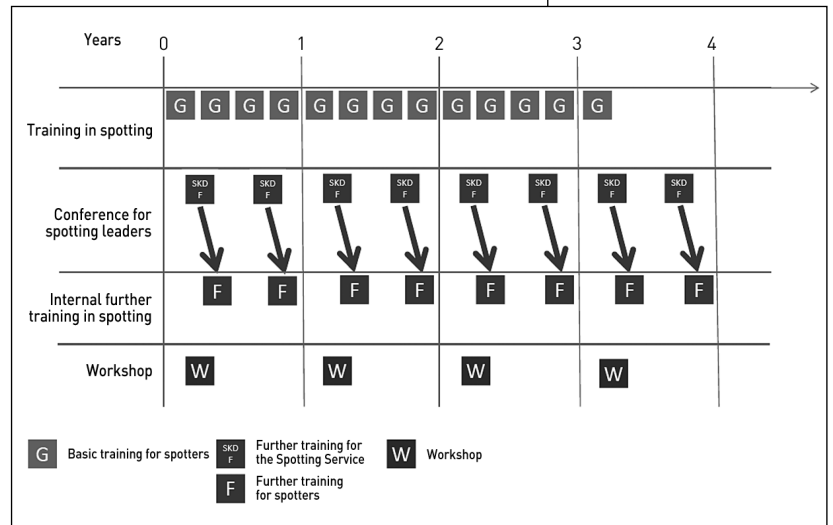 Years 0 1 2 3 4
G G G G G G G G G G G G G
Training in spotting
SKD SKD SKD SKD SKD SKD SKD SKD
F F F F F F F F
Conference for
spotting leaders
F F F F F F F F
Internal further
training in spotting
Workshop W W W W
G Basic training for spotters
SKD
F
Further training for
the Spotting Service
F
Further training
for spotters
W Workshop